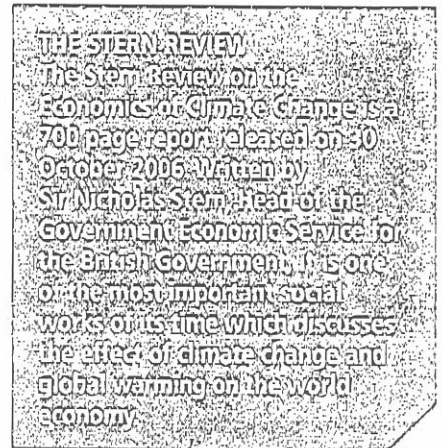 THE STERN REVIEW
The Stern Review on the
Economics of Climate Change is a
700 page report released on 30
October 2006. Written by
Sir Nicholas Stern, Head of the
Government Economic Service for
the British Government, it is one
of the most important social
works of its time which discusses
the effect of climate change and
global warming on the world
economy